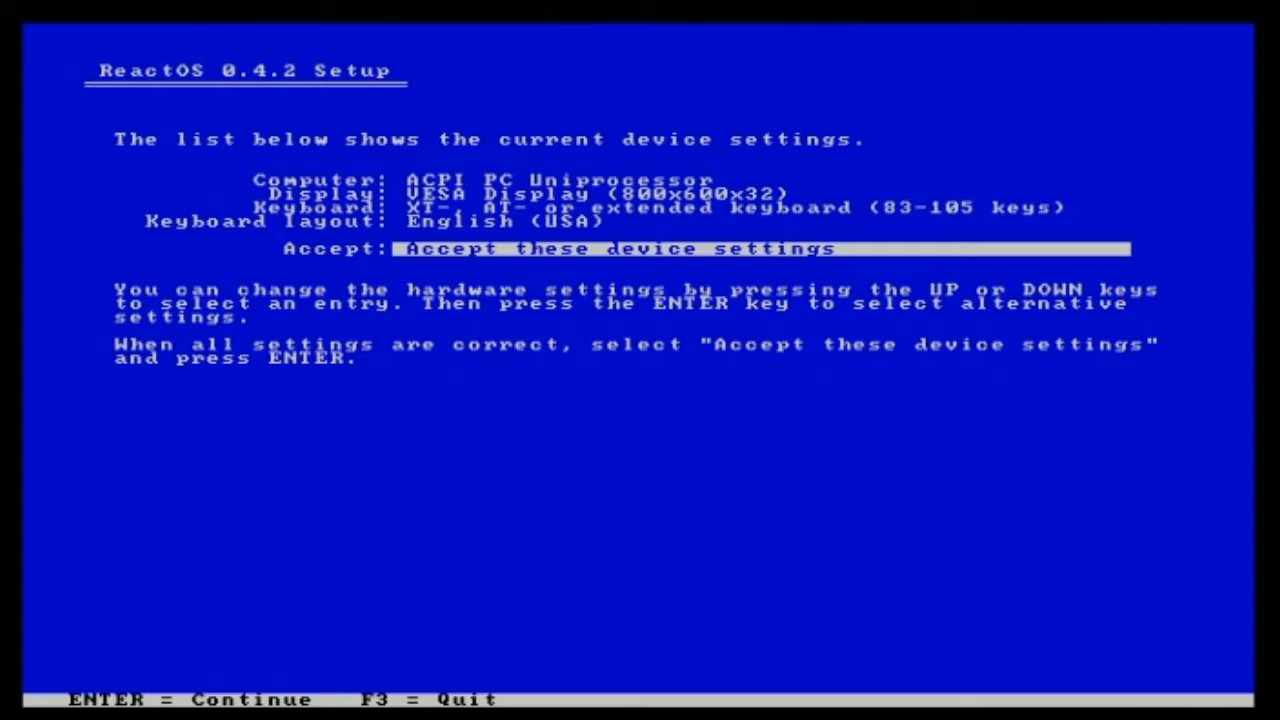 ReactOS 0.4.2 Setup
The list below shows the current device settings.
Computer: ACPI PC Uniprocessor
Display: VESA Display (800x600x32)
Keyboard: XT-, AT- or extended keyboard (83-105 keys)
Keyboard layout: English (USA)
Accept: Accept these device settings
You can change the hardware settings by pressing the UP or DOWN keys
to select an entry. Then press the ENTER key to select alternative
settings.
When all settings are correct, select "Accept these device settings"
and press ENTER.
ENTER = Continue F3 = Quit